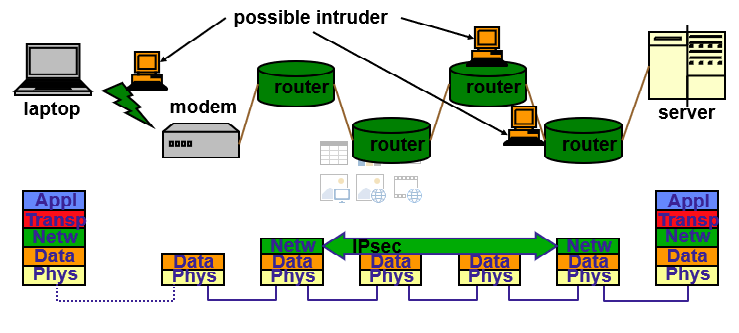 possible intruder
laptop
modem
router
router
router
router
server
Appl
Transp
Netw
Data
Phys
Data
Phys
Netw
Data
Phys
IPsec
Data
Phys
Data
Phys
Netw
Data
Phys
Appl
Transp
Netw
Data
Phys